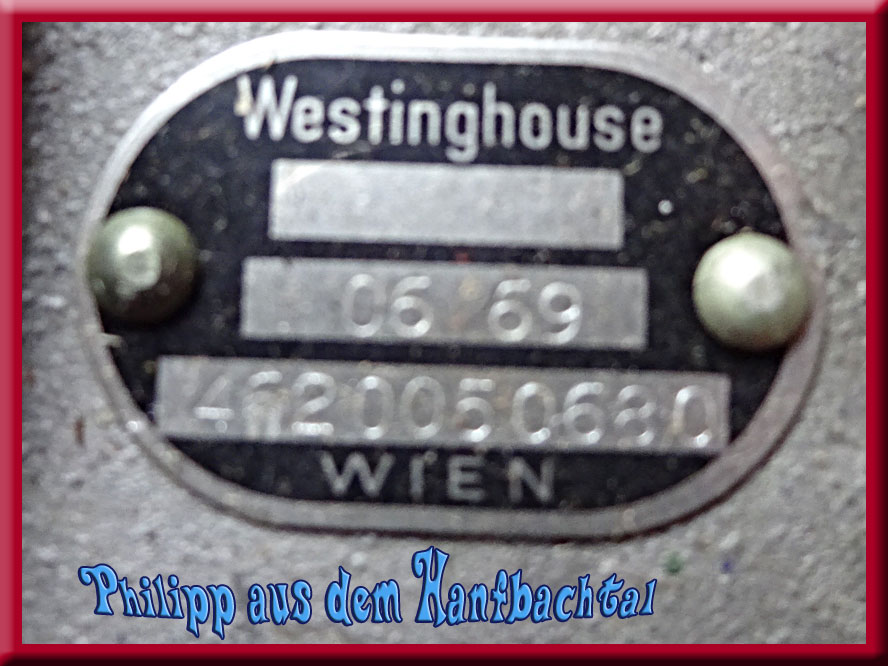 Westinghouse
06 69
4620050680
WIEN
Philipp aus dem Hanfbachtal